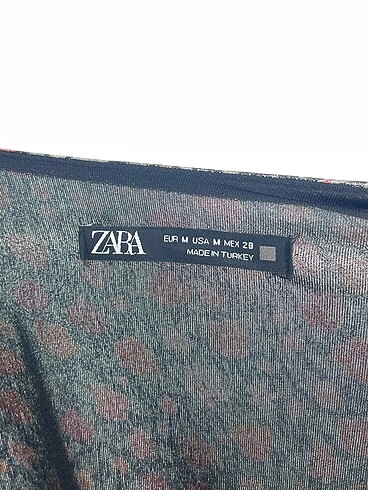 ZARA
EUR M USA M MEX 28
MADE IN TURKEY